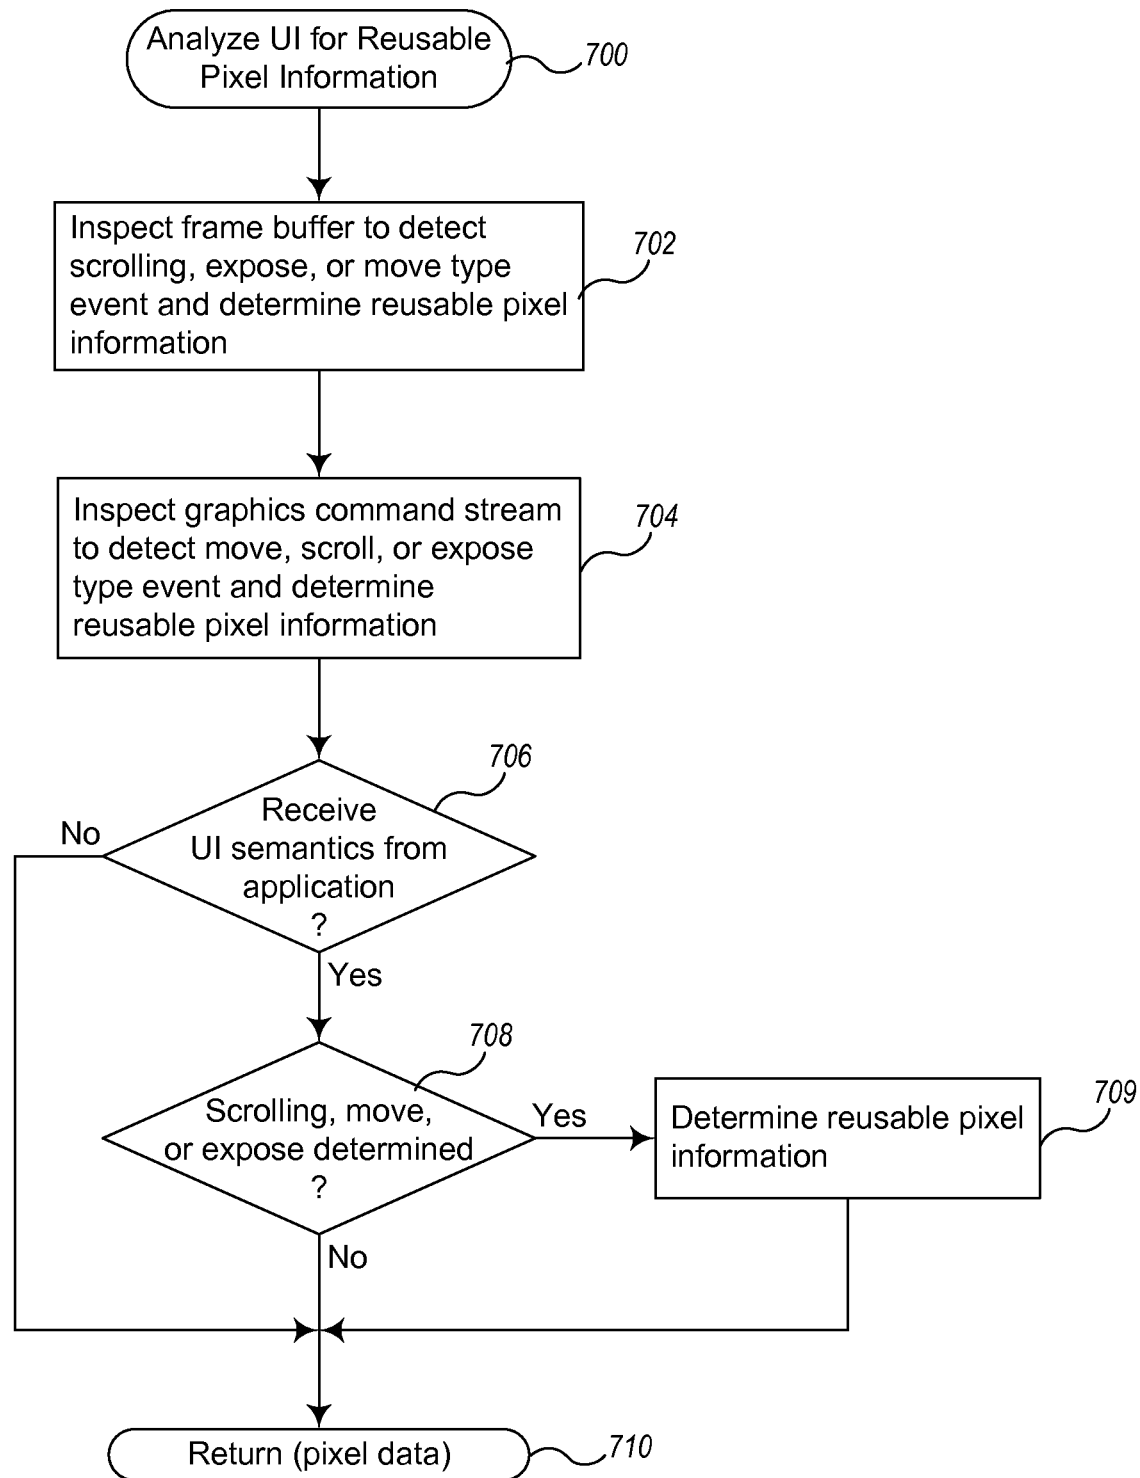 Analyze UI for Reusable
Pixel Information
700
Inspect frame buffer to detect
scrolling, expose, or move type
event and determine reusable pixel
information
702
Inspect graphics command stream
to detect move, scroll, or expose
type event and determine
reusable pixel information
704
706
Receive
UI semantics from
application
?
No
Yes
708
Scrolling, move,
or expose determined
?
Yes
No
Determine reusable pixel
information
709
Return (pixel data)
710